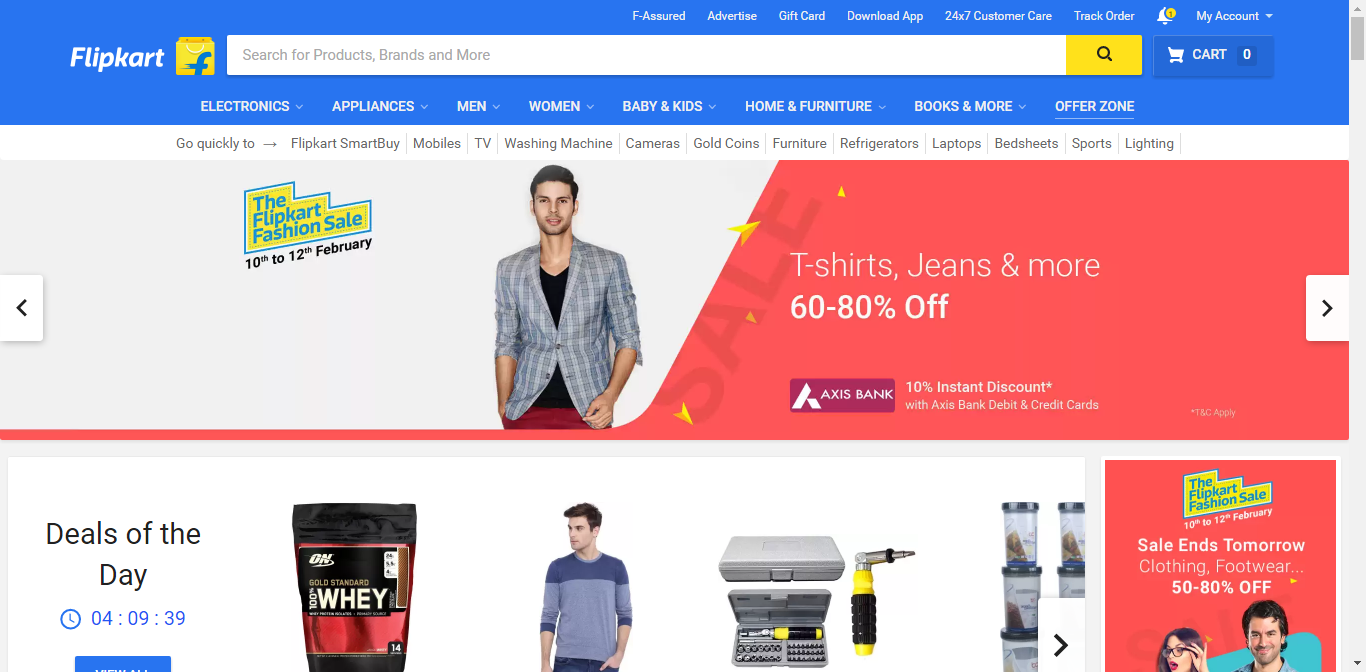 F-Assured
Advertise
Gift Card
Download App
24x7 Customer Care
Track Order
1
My Account
Flipkart
Search for Products, Brands and More
CART 0
ELECTRONICS
APPLIANCES
MEN
WOMEN
BABY & KIDS
HOME & FURNITURE
BOOKS & MORE
OFFER ZONE
Go quickly to →
Flipkart SmartBuy
Mobiles
TV
Washing Machine
Cameras
Gold Coins
Furniture
Refrigerators
Laptops
Bedsheets
Sports
Lighting
The
Flipkart
Fashion Sale
10th to 12th February
SALE
T-shirts, Jeans & more
60-80% Off
AXIS BANK
10% Instant Discount*
with Axis Bank Debit & Credit Cards
*T&C Apply
Deals of the
Day
04 : 09 : 39
VIEW ALL
ON
GOLD STANDARD
100% WHEY
14
The
Flipkart
Fashion Sale
10th to 12th February
Sale Ends Tomorrow
Clothing, Footwear...
50-80% OFF